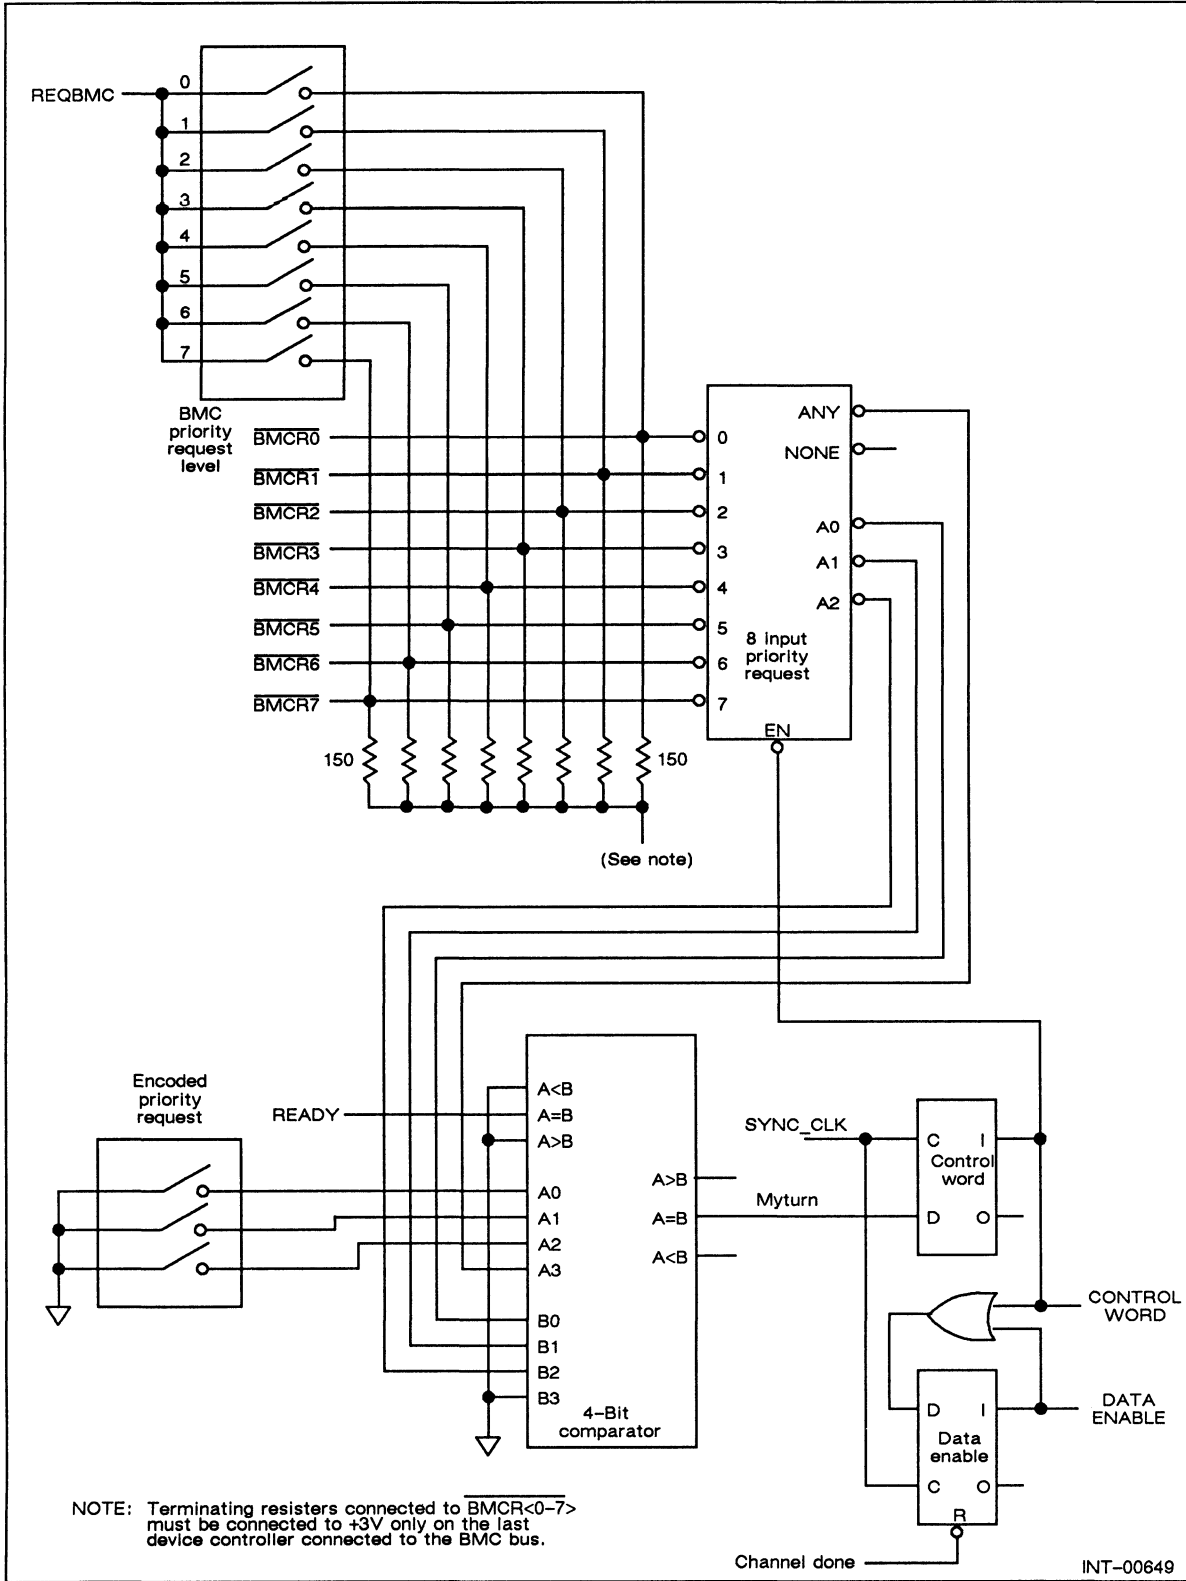 REQBMC
0
1
2
3
4
5
6
7
BMC
priority
request
level
BMCR0
BMCR1
BMCR2
BMCR3
BMCR4
BMCR5
BMCR6
BMCR7
0
1
2
3
4
5
6
7
ANY
NONE
A0
A1
A2
8 input
priority
request
EN
150
150
(See note)
Encoded
priority
request
READY
A<B
A=B
A>B
A0
A1
A2
A3
B0
B1
B2
B3
4-Bit
comparator
A>B
A=B
A<B
SYNC_CLK
Myturn
C I
Control
word
D O
CONTROL
WORD
D I
Data
enable
C O
R
DATA
ENABLE
Channel done
NOTE: Terminating resisters connected to BMCR<0-7>
must be connected to +3V only on the last
device controller connected to the BMC bus.
INT-00649